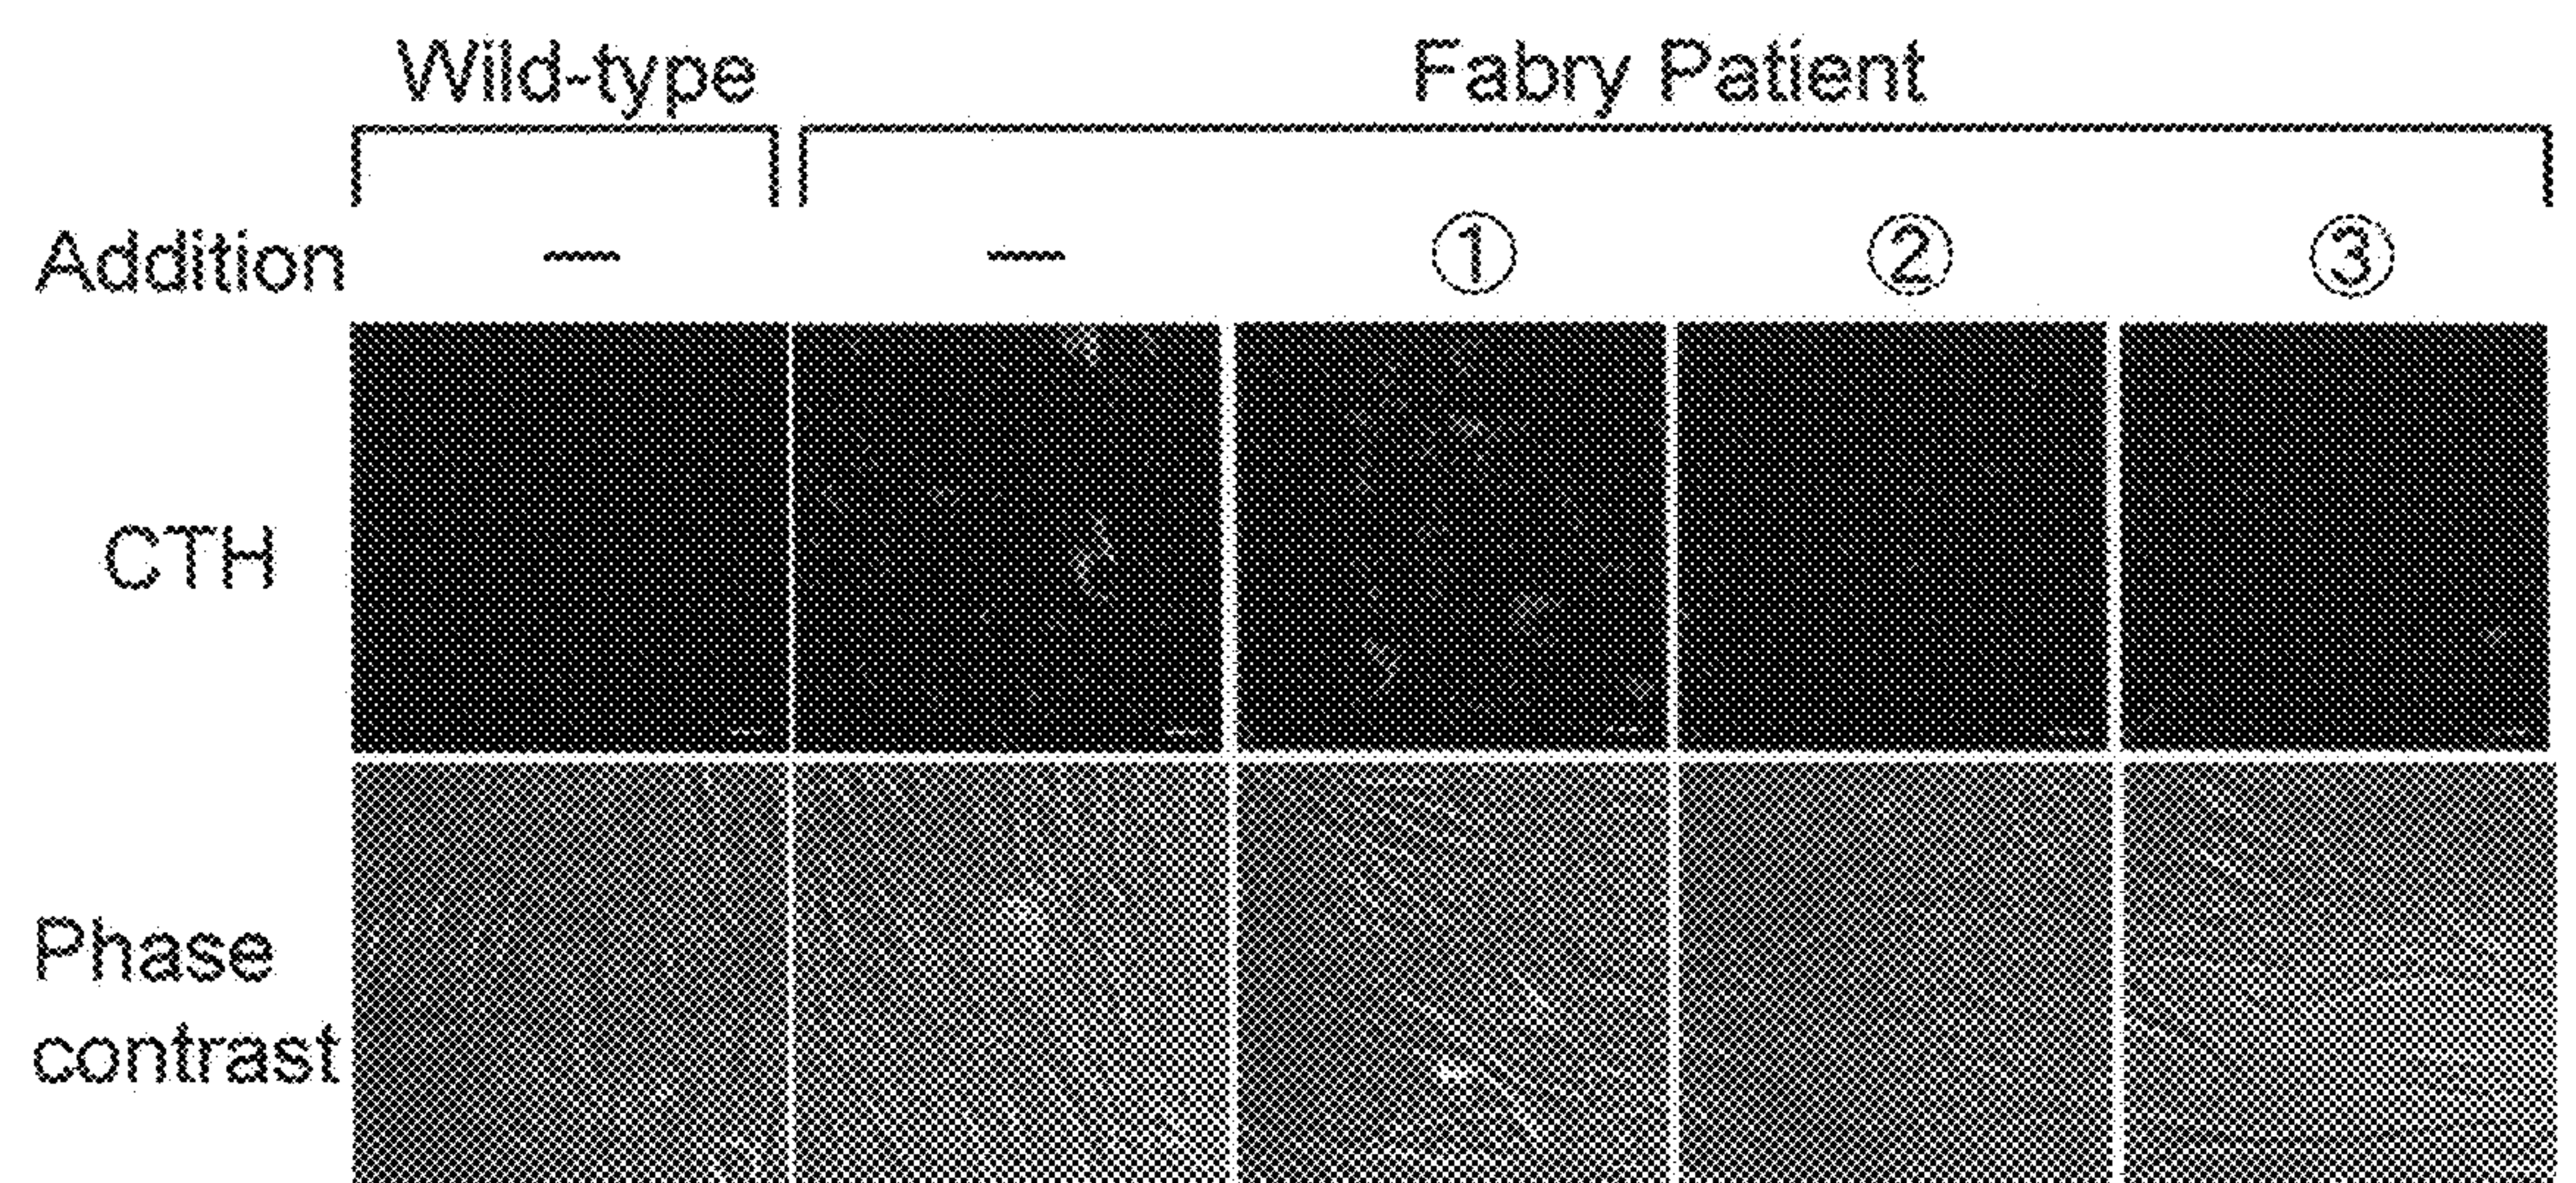 Wild-type Fabry Patient
Addition — — ① ② ③
CTH
Phase
contrast